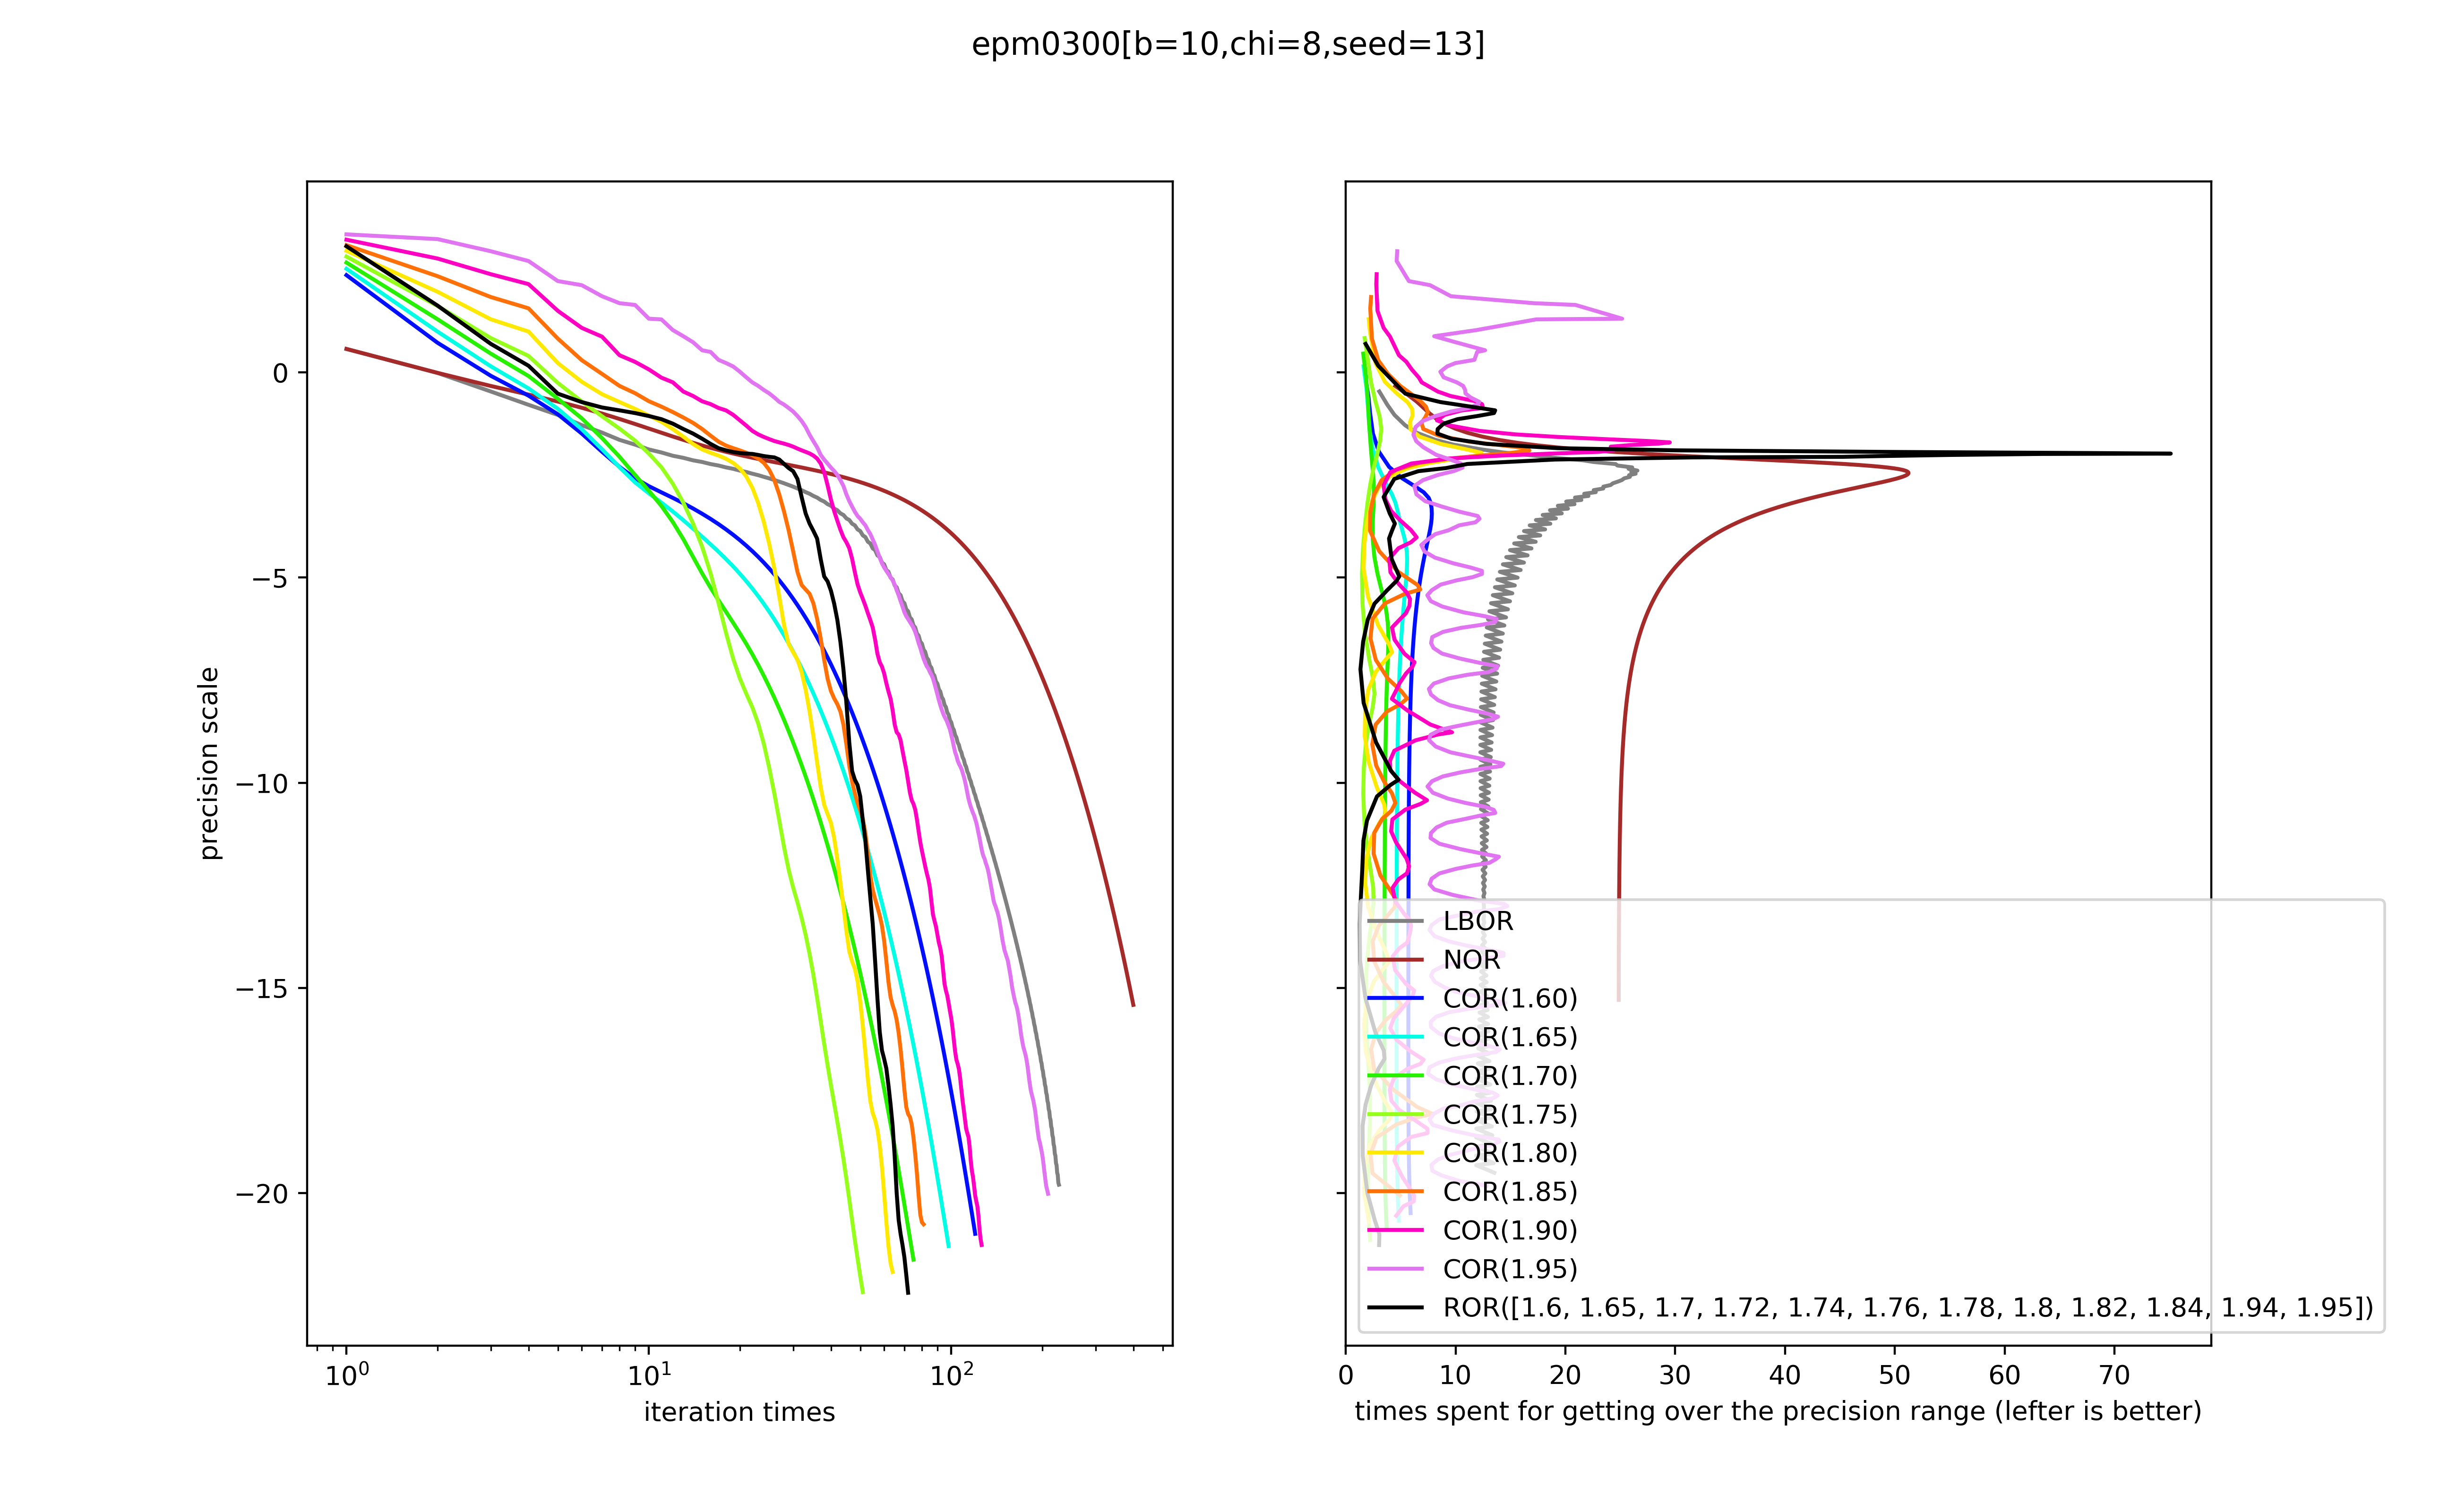 epm0300[b=10,chi=8,seed=13]
precision scale
0
−5
−10
−15
−20
10⁰
10¹
10²
iteration times
0
10
20
30
40
50
60
70
times spent for getting over the precision range (lefter is better)
LBOR
NOR
COR(1.60)
COR(1.65)
COR(1.70)
COR(1.75)
COR(1.80)
COR(1.85)
COR(1.90)
COR(1.95)
ROR([1.6, 1.65, 1.7, 1.72, 1.74, 1.76, 1.78, 1.8, 1.82, 1.84, 1.94, 1.95])